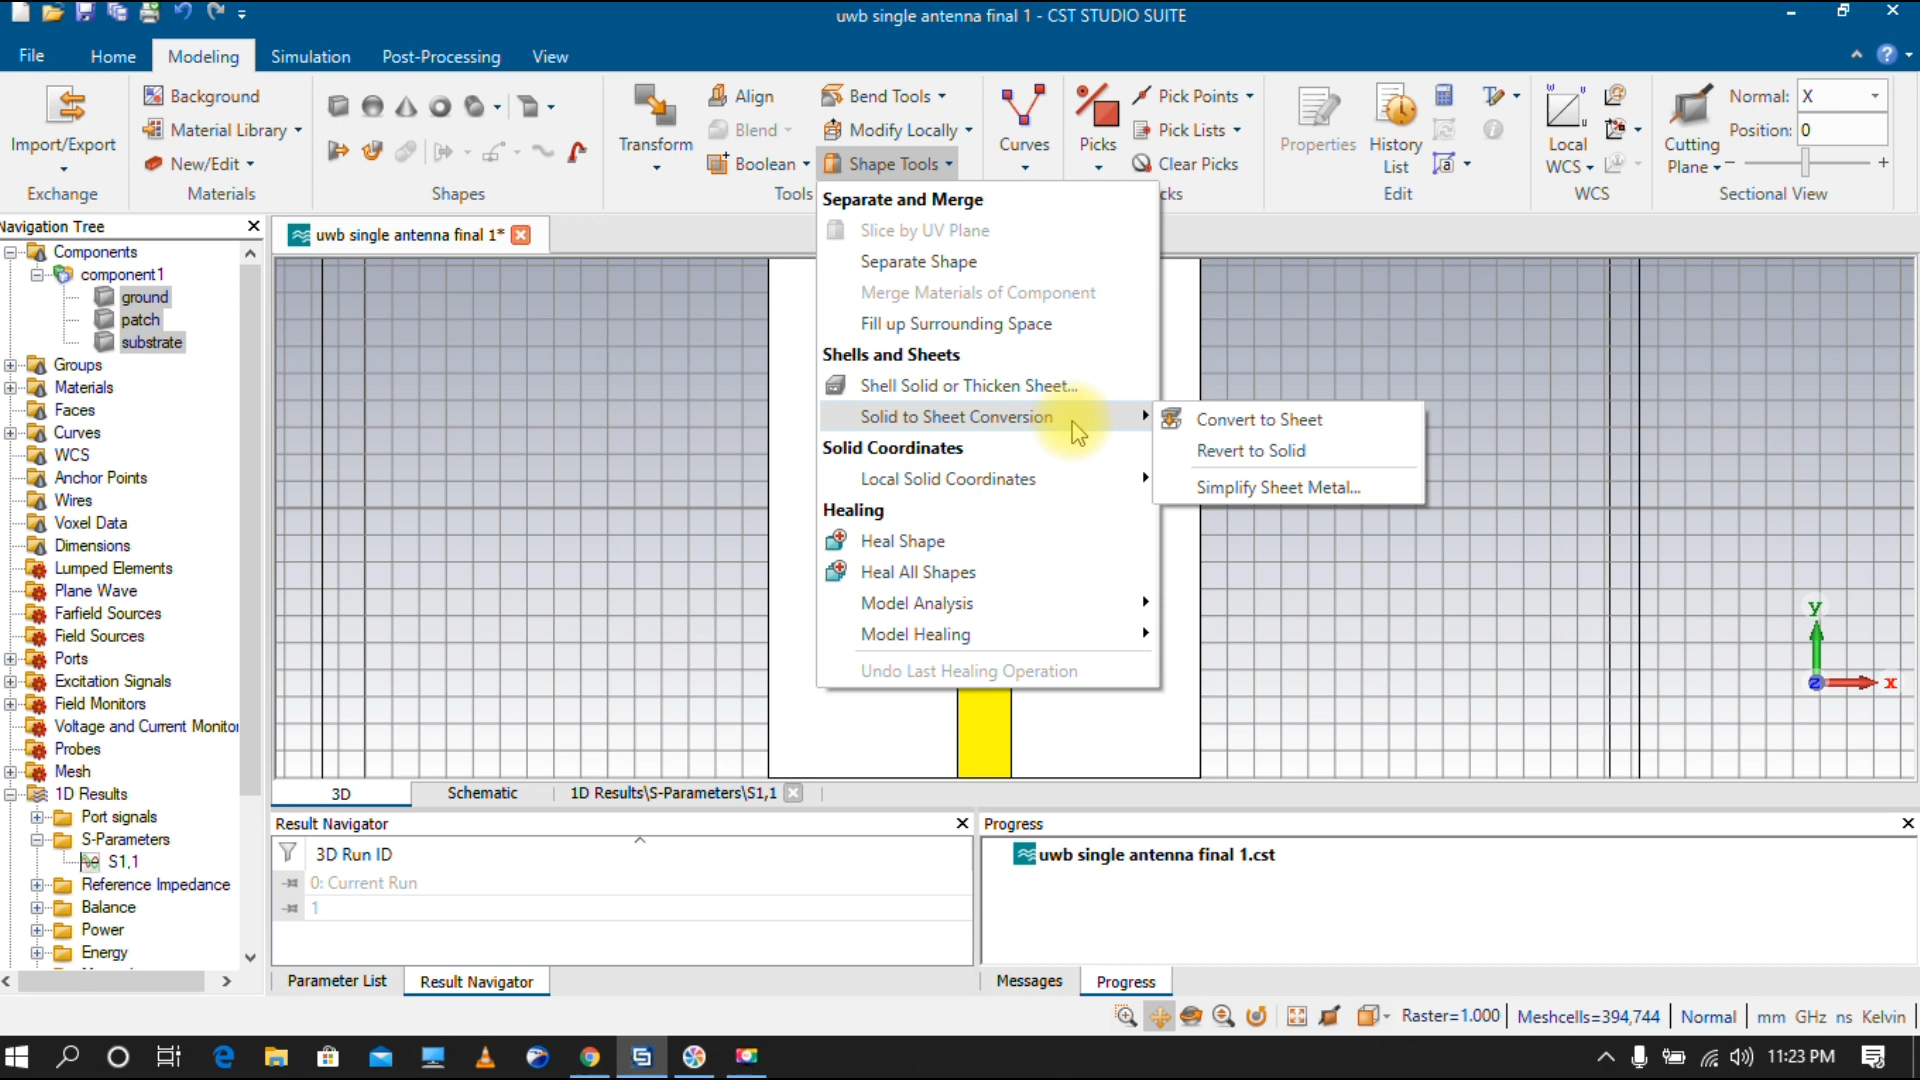 uwb single antenna final 1 - CST STUDIO SUITE
File Home Modeling Simulation Post-Processing View
Import/Export
Exchange
Background
Material Library
New/Edit
Materials
Shapes
Transform
Align
Blend
Boolean
Tools
Bend Tools
Modify Locally
Shape Tools
Curves
Picks
Pick Points
Pick Lists
Clear Picks
cks
Properties
History List
Edit
Local WCS
WCS
Cutting Plane
Normal: X
Position: 0
Sectional View
Navigation Tree
Components
component1
ground
patch
substrate
Groups
Materials
Faces
Curves
WCS
Anchor Points
Wires
Voxel Data
Dimensions
Lumped Elements
Plane Wave
Farfield Sources
Field Sources
Ports
Excitation Signals
Field Monitors
Voltage and Current Monitor
Probes
Mesh
1D Results
Port signals
S-Parameters
S1,1
Reference Impedance
Balance
Power
Energy
uwb single antenna final 1*
Separate and Merge
Slice by UV Plane
Separate Shape
Merge Materials of Component
Fill up Surrounding Space
Shells and Sheets
Shell Solid or Thicken Sheet...
Solid to Sheet Conversion
Solid Coordinates
Local Solid Coordinates
Healing
Heal Shape
Heal All Shapes
Model Analysis
Model Healing
Undo Last Healing Operation
Convert to Sheet
Revert to Solid
Simplify Sheet Metal...
y
z x
3D Schematic 1D Results\S-Parameters\S1,1
Result Navigator
3D Run ID
0: Current Run
1
Parameter List Result Navigator
Progress
uwb single antenna final 1.cst
Messages Progress
Raster=1.000 Meshcells=394,744 Normal mm GHz ns Kelvin
11:23 PM